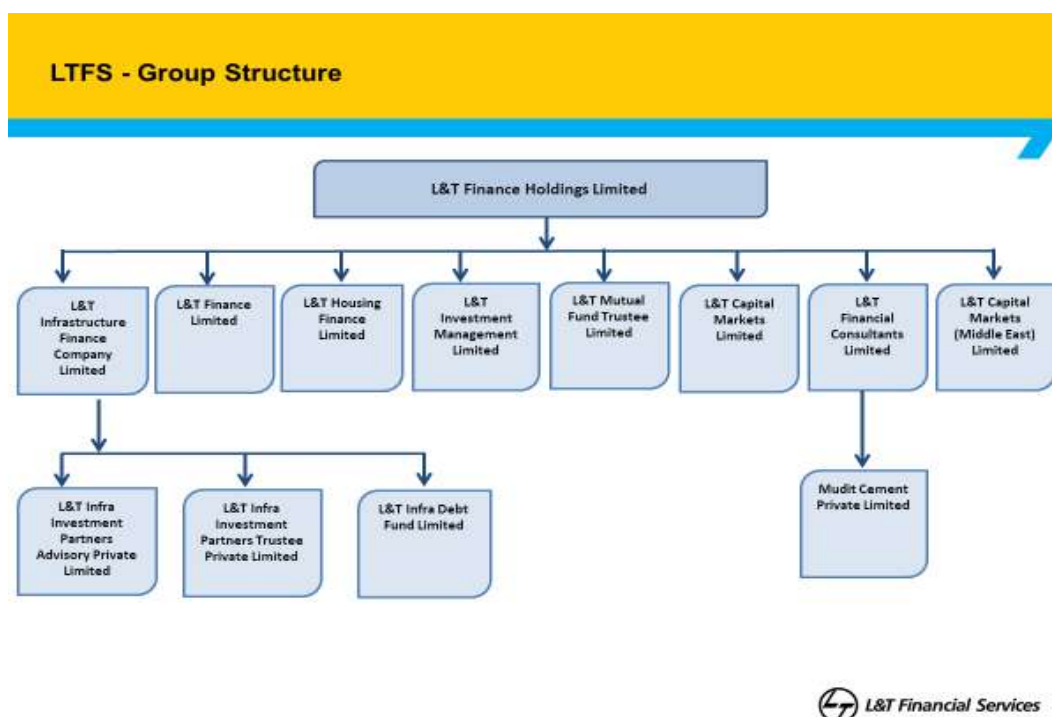 LTFS - Group Structure
L&T Finance Holdings Limited
L&T
Infrastructure
Finance
Company
Limited
L&T Finance
Limited
L&T Housing
Finance
Limited
L&T
Investment
Management
Limited
L&T Mutual
Fund Trustee
Limited
L&T Capital
Markets
Limited
L&T
Financial
Consultants
Limited
L&T Capital
Markets
(Middle East)
Limited
L&T Infra
Investment
Partners
Advisory Private
Limited
L&T Infra
Investment
Partners Trustee
Private Limited
L&T Infra Debt
Fund Limited
Mudit Cement
Private Limited
LT L&T Financial Services